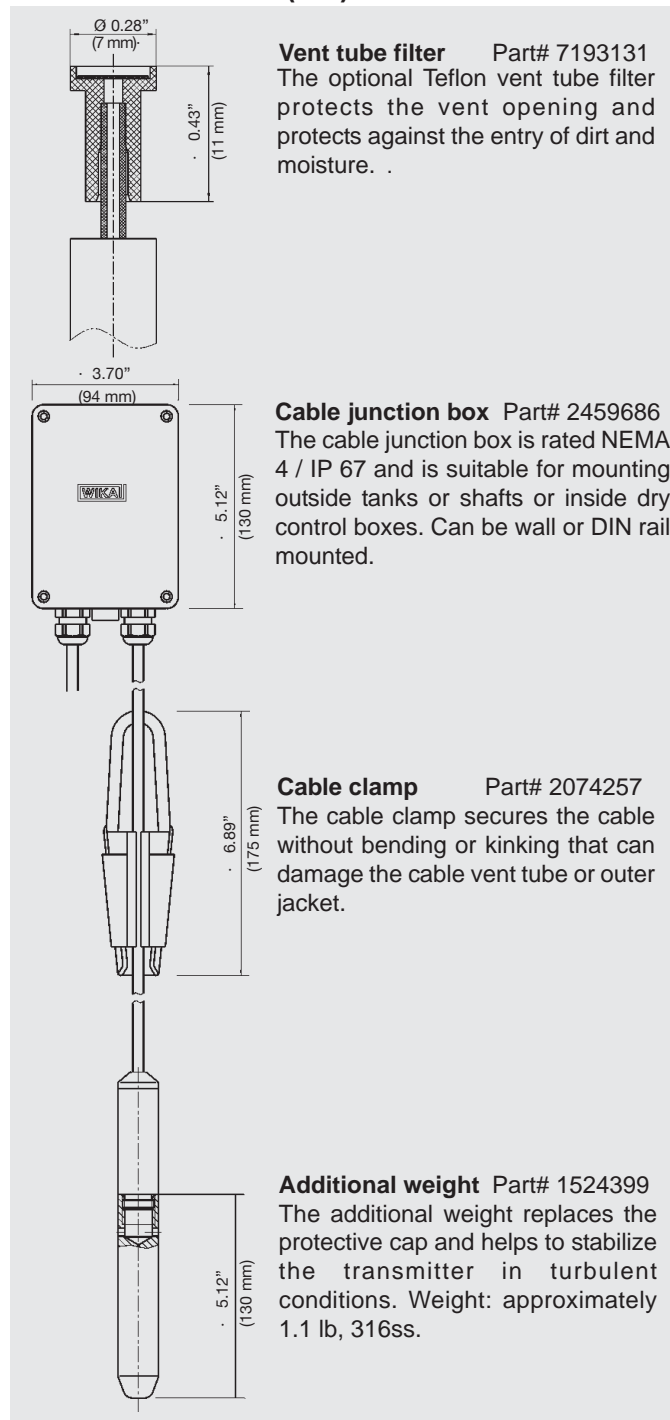 Ø 0.28”
(7 mm)·
· 0.43”
(11 mm)
Vent tube filter Part# 7193131
The optional Teflon vent tube filter
protects the vent opening and
protects against the entry of dirt and
moisture. .
· 3.70”
(94 mm)
WIKAI
· 5.12”
(130 mm)
Cable junction box Part# 2459686
The cable junction box is rated NEMA
4 / IP 67 and is suitable for mounting
outside tanks or shafts or inside dry
control boxes. Can be wall or DIN rail
mounted.
· 6.89”
(175 mm)
Cable clamp Part# 2074257
The cable clamp secures the cable
without bending or kinking that can
damage the cable vent tube or outer
jacket.
· 5.12”
(130 mm)
Additional weight Part# 1524399
The additional weight replaces the
protective cap and helps to stabilize
the transmitter in turbulent
conditions. Weight: approximately
1.1 lb, 316ss.